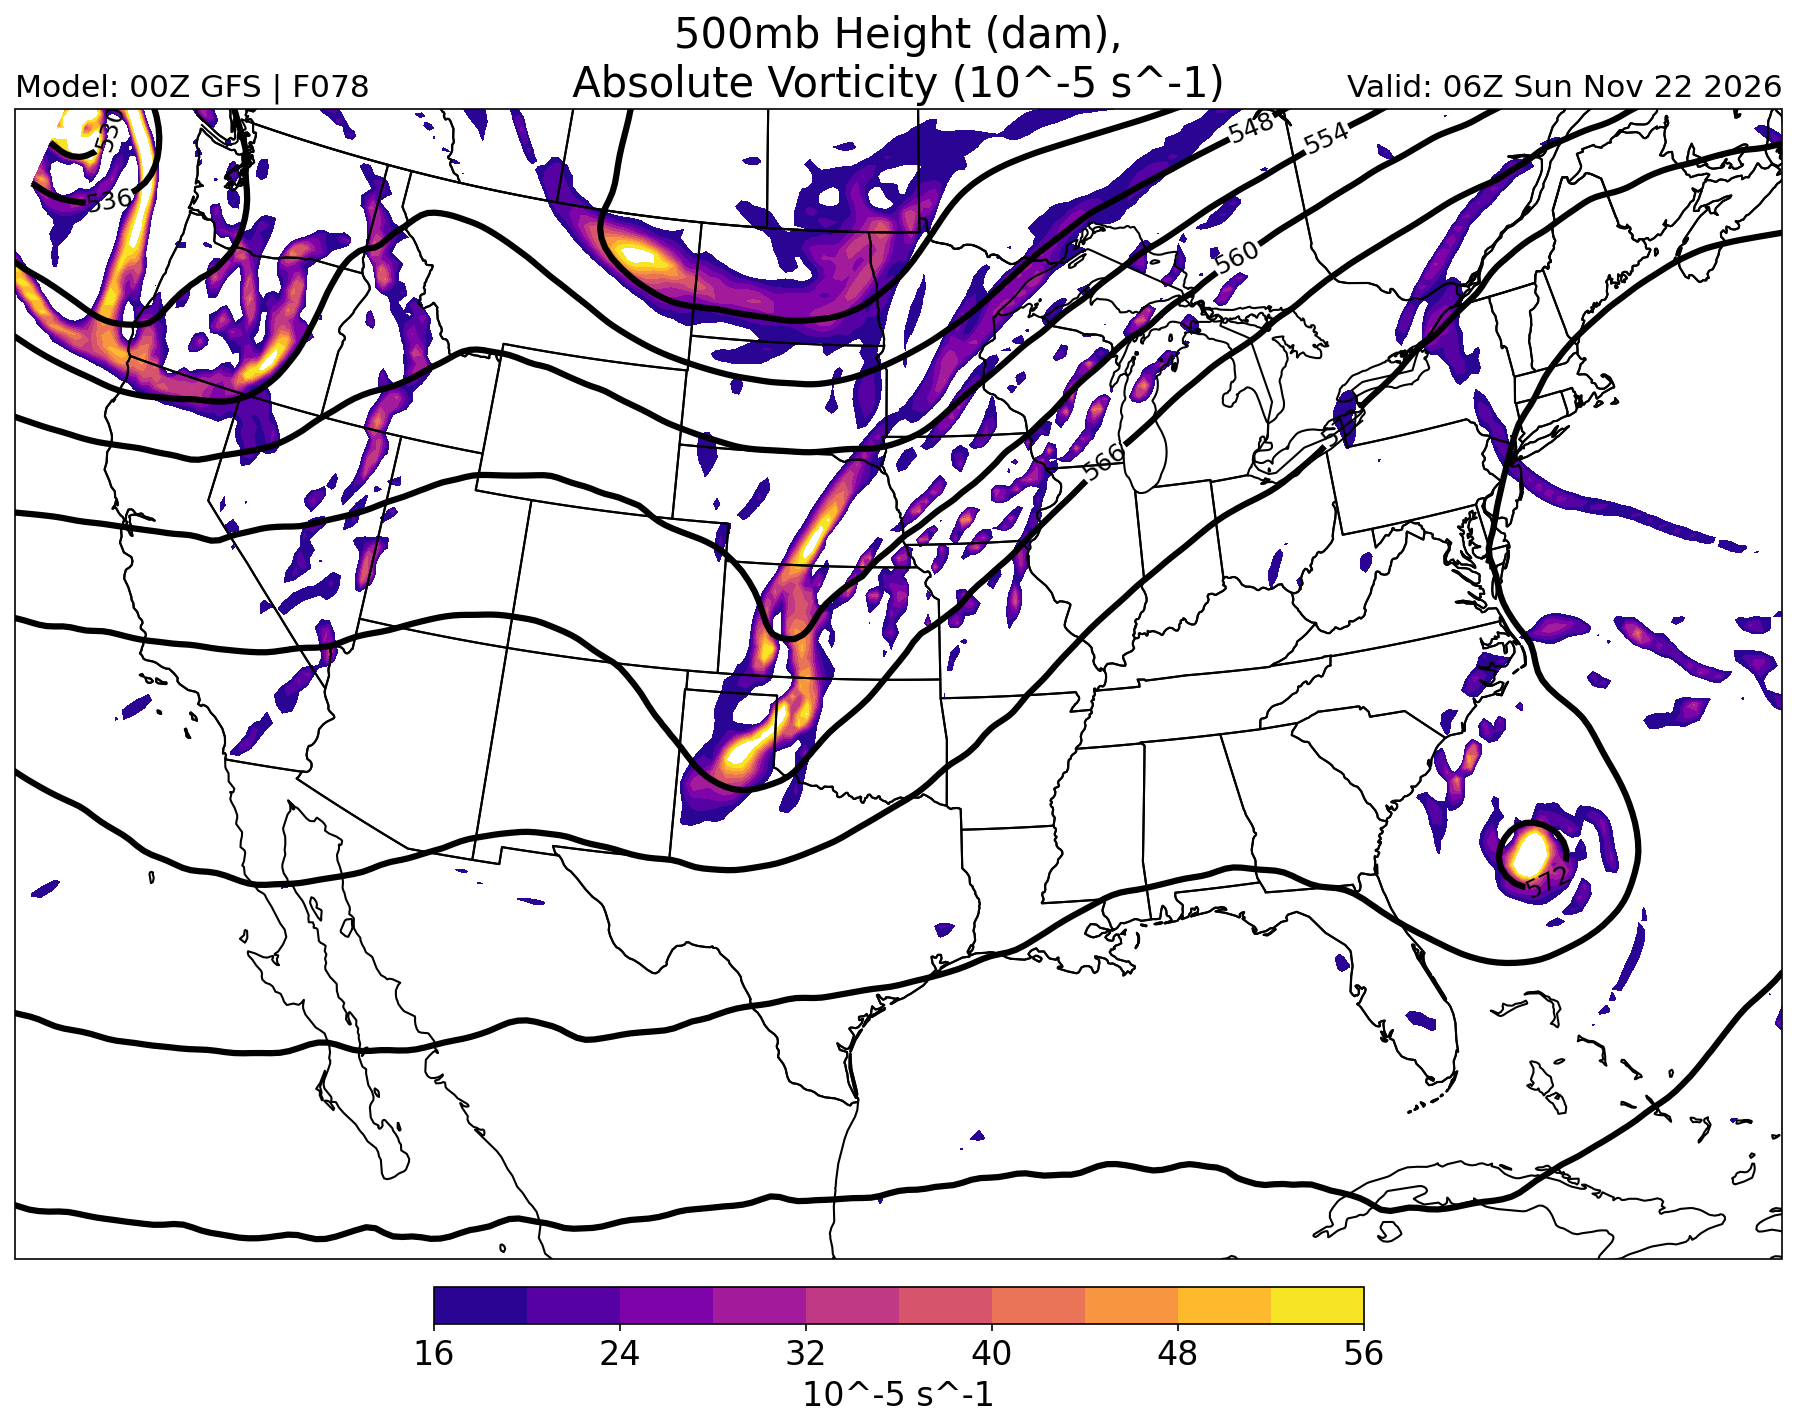 500mb Height (dam),
Model: 00Z GFS | F078
Absolute Vorticity (10^-5 s^-1)
Valid: 06Z Sun Nov 22 2026
530
536
548
554
560
566
572
16
24
32
40
48
56
10^-5 s^-1